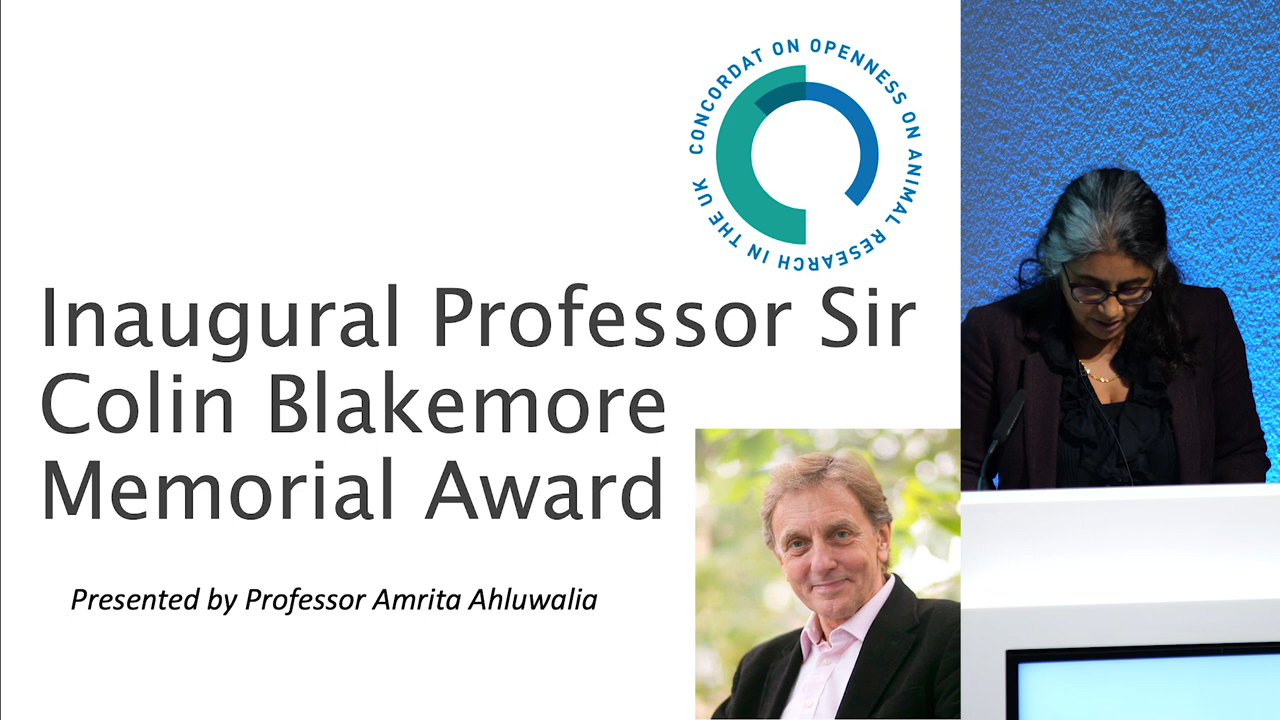 CONCORDAT ON OPENNESS ON ANIMAL RESEARCH IN THE UK
Inaugural Professor Sir
Colin Blakemore
Memorial Award
Presented by Professor Amrita Ahluwalia